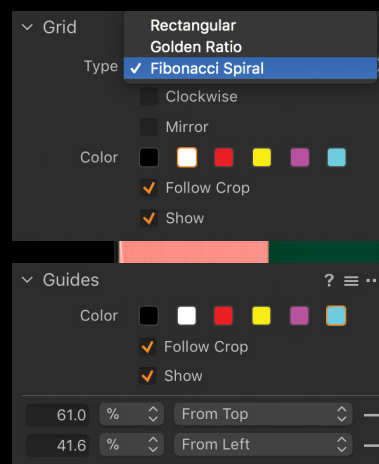 Grid
Rectangular
Golden Ratio
Type ✓ Fibonacci Spiral
Clockwise
Mirror
Color
Follow Crop
Show
Guides ? ≡ ··
Color
Follow Crop
Show
61.0 % From Top
41.6 % From Left